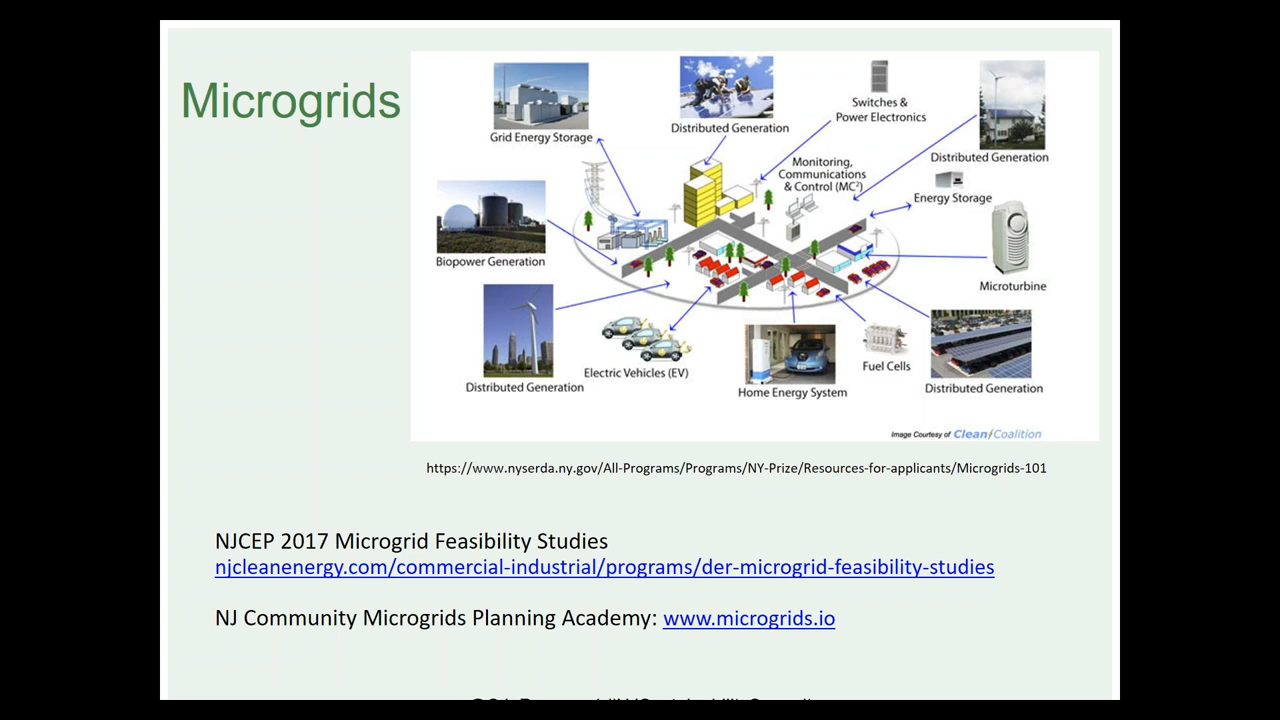 Microgrids
Grid Energy Storage
Distributed Generation
Switches &
Power Electronics
Distributed Generation
Monitoring,
Communications
& Control (MC²)
Energy Storage
Biopower Generation
Microturbine
Distributed Generation
Electric Vehicles (EV)
Home Energy System
Fuel Cells
Distributed Generation
Image Courtesy of Clean Coalition
https://www.nyserda.ny.gov/All-Programs/Programs/NY-Prize/Resources-for-applicants/Microgrids-101
NJCEP 2017 Microgrid Feasibility Studies
njcleanenergy.com/commercial-industrial/programs/der-microgrid-feasibility-studies
NJ Community Microgrids Planning Academy: www.microgrids.io